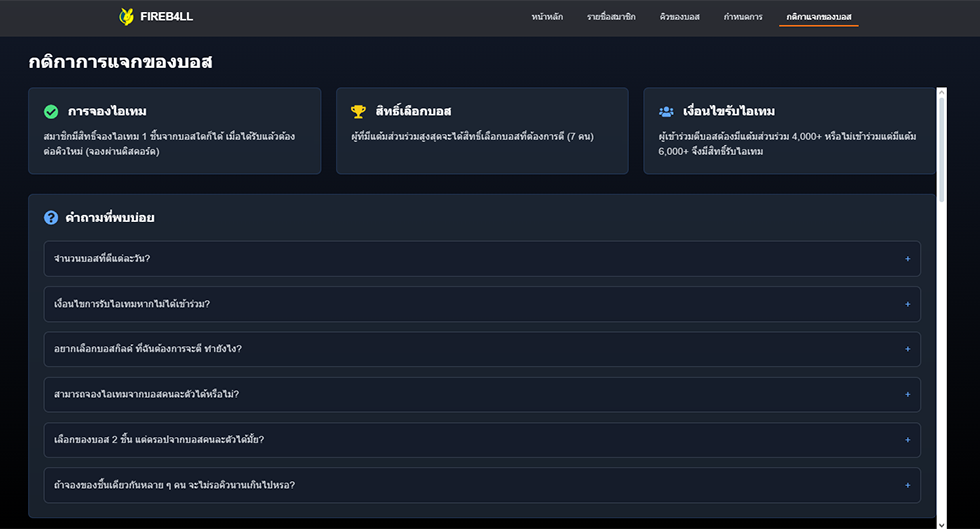 FIREB4LL
หน้าหลัก
รายชื่อสมาชิก
คิวของบอส
กำหนดการ
กติกาแจกของบอส
กติกาการแจกของบอส
การจองไอเทม
สมาชิกมีสิทธิ์จองไอเทม 1 ชิ้นจากบอสใดก็ได้ เมื่อได้รับแล้วต้อง
ต่อคิวใหม่ (จองผ่านดิสคอร์ด)
สิทธิ์เลือกบอส
ผู้ที่มีแต้มส่วนร่วมสูงสุดจะได้สิทธิ์เลือกบอสที่ต้องการตี (7 คน)
เงื่อนไขรับไอเทม
ผู้เข้าร่วมตีบอสต้องมีแต้มส่วนร่วม 4,000+ หรือไม่เข้าร่วมแต่มีแต้ม
6,000+ จึงมีสิทธิ์รับไอเทม
คำถามที่พบบ่อย
จำนวนบอสที่ตีแต่ละวัน?
เงื่อนไขการรับไอเทมหากไม่ได้เข้าร่วม?
อยากเลือกบอสกิลด์ ที่ฉันต้องการจะตี ทำยังไง?
สามารถจองไอเทมจากบอสคนละตัวได้หรือไม่?
เลือกของบอส 2 ชิ้น แต่ดรอปจากบอสคนละตัวได้มั้ย?
ถ้าจองของชิ้นเดียวกันหลาย ๆ คน จะไม่รอคิวนานเกินไปหรอ?